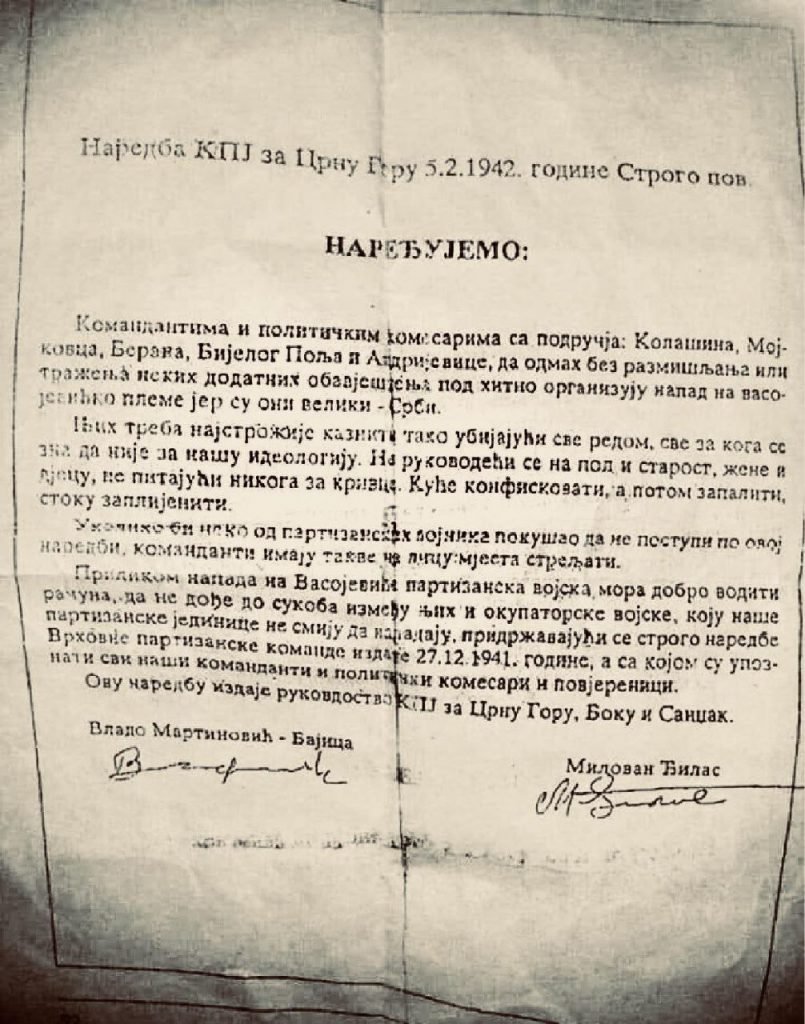 Наредба КПЈ за Црну Гору 5.2.1942. године Строго пов.
НАРЕЂУЈЕМО:
Командантима и политичким комесарима са подручја: Колашина, Мој-
ковца, Берана, Бијелог Поља и Андријевице, да одмах без размишљања или
тражења неких додатних обавјештења под хитно организују напад на васо-
јевићко племе јер су они велики - Срби.
Њих треба најстрожије казнити тако убијајући све редом, све за кога се
зна да није за нашу идеологију. Не руководећи се на пол и старост, жене и
дјецу, не питајући никога за кривце. Куће конфисковати, а потом запалити,
стоку заплијенити.
Уколико би неко од партизанских војника покушао да не поступи по овој
наредби, команданти имају такве на лицу мјеста стрељати.
Приликом напада на Васојевиће партизанска војска мора добро водити
рачуна, да не дође до сукоба између њих и окупаторске војске, коју наше
партизанске јединице не смију да нападају, придржавајући се строго наредбе
Врховне партизанске команде издате 27.12.1941. године, а са којом су упоз-
нати сви наши команданти и политички комесари и повјереници.
Ову наредбу издаје руковдоство КПЈ за Црну Гору, Боку и Санџак.
Владо Мартиновић - Бајица
Милован Ђилас